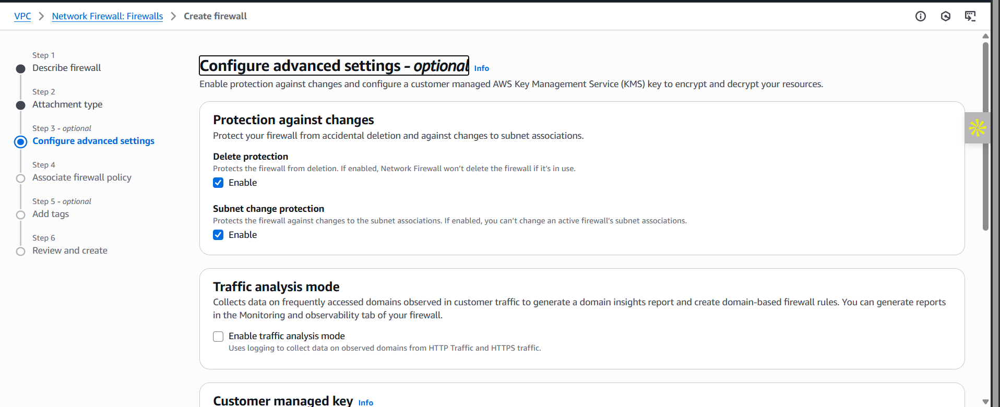 VPC > Network Firewall: Firewalls > Create firewall
Step 1
Describe firewall
Step 2
Attachment type
Step 3 - optional
Configure advanced settings
Step 4
Associate firewall policy
Step 5 - optional
Add tags
Step 6
Review and create
Configure advanced settings - optional Info
Enable protection against changes and configure a customer managed AWS Key Management Service (KMS) key to encrypt and decrypt your resources.
Protection against changes
Protect your firewall from accidental deletion and against changes to subnet associations.
Delete protection
Protects the firewall from deletion. If enabled, Network Firewall won’t delete the firewall if it’s in use.
Enable
Subnet change protection
Protects the firewall against changes to the subnet associations. If enabled, you can’t change an active firewall’s subnet associations.
Enable
Traffic analysis mode
Collects data on frequently accessed domains observed in customer traffic to generate a domain insights report and create domain-based firewall rules. You can generate reports
in the Monitoring and observability tab of your firewall.
Enable traffic analysis mode
Uses logging to collect data on observed domains from HTTP Traffic and HTTPS traffic.
Customer managed key Info